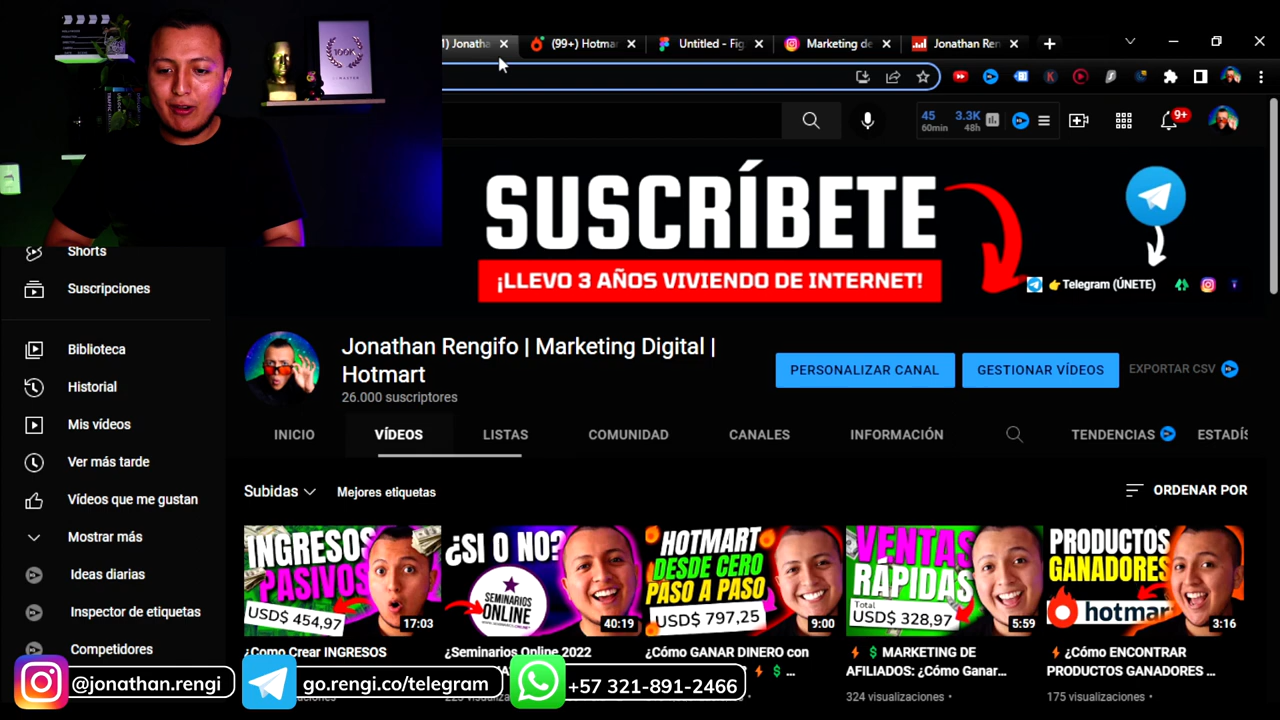 100K
) Jonatha
(99+) Hotmar
Untitled - Fig
Marketing de
Jonathan Ren
45
60min
3.3K
48h
9+
SUSCRÍBETE
¡LLEVO 3 AÑOS VIVIENDO DE INTERNET!
Telegram (ÚNETE)
Shorts
Suscripciones
Biblioteca
Historial
Mis vídeos
Ver más tarde
Vídeos que me gustan
Mostrar más
Ideas diarias
Inspector de etiquetas
Competidores
Jonathan Rengifo | Marketing Digital |
Hotmart
26.000 suscriptores
PERSONALIZAR CANAL
GESTIONAR VÍDEOS
EXPORTAR CSV
INICIO
VÍDEOS
LISTAS
COMUNIDAD
CANALES
INFORMACIÓN
TENDENCIAS
ESTADÍS
Subidas
Mejores etiquetas
ORDENAR POR
INGRESOS
PASIVOS
USD$ 454,97
17:03
¿SI O NO?
SEMINARIOS
ONLINE
40:19
HOTMART
DESDE CERO
PASO A PASO
USD$ 797,25
9:00
VENTAS
RÁPIDAS
Total
USD$ 328,97
5:59
PRODUCTOS
GANADORES
hotmart
3:16
¿Como Crear INGRESOS
¿Seminarios Online 2022
¿Cómo GANAR DINERO con
⚡ $ ...
⚡ $ MARKETING DE
AFILIADOS: ¿Cómo Ganar...
324 visualizaciones •
⚡ ¿Cómo ENCONTRAR
PRODUCTOS GANADORES ...
175 visualizaciones •
@jonathan.rengi
go.rengi.co/telegram
+57 321-891-2466